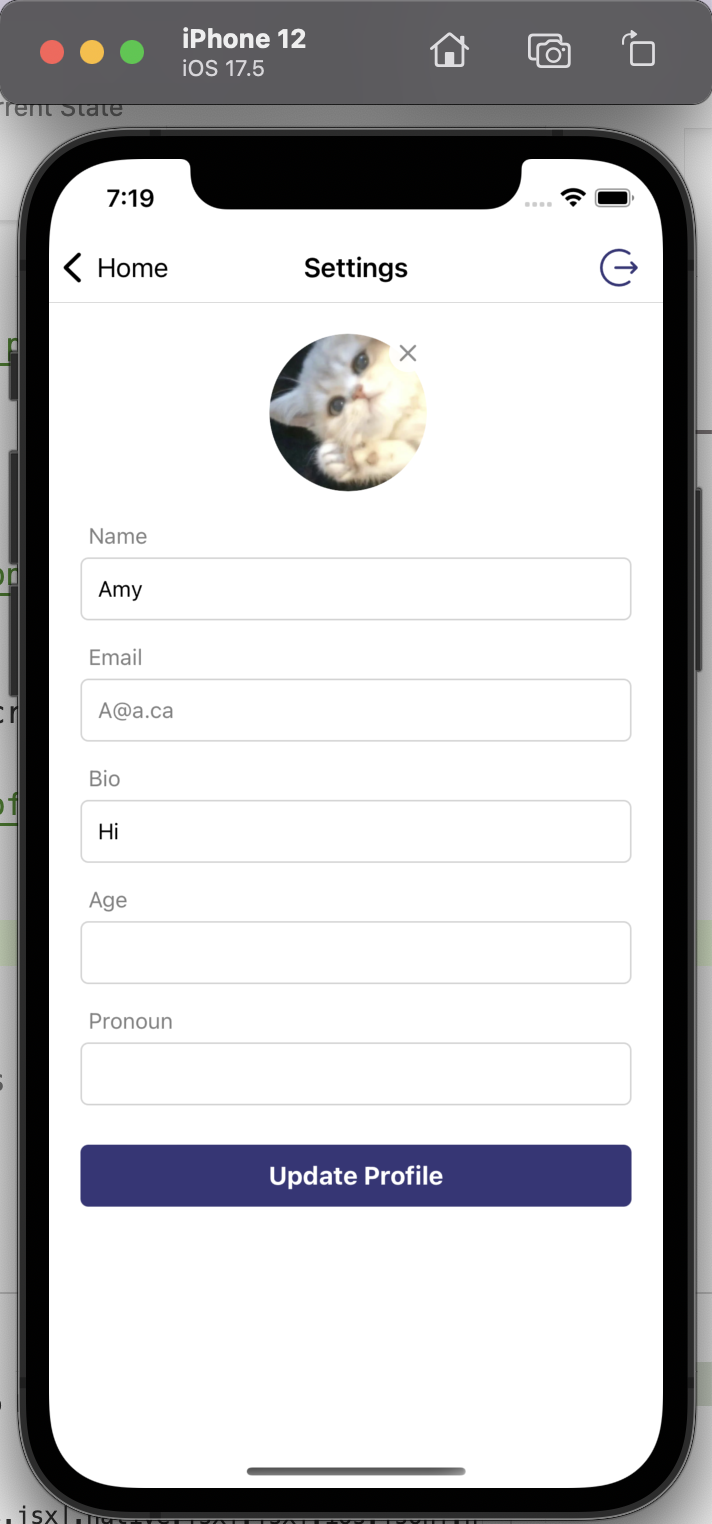 iPhone 12
iOS 17.5
rrent State
7:19
Home
Settings
Name
Amy
Email
A@a.ca
Bio
Hi
Age
Pronoun
Update Profile
.jsx|